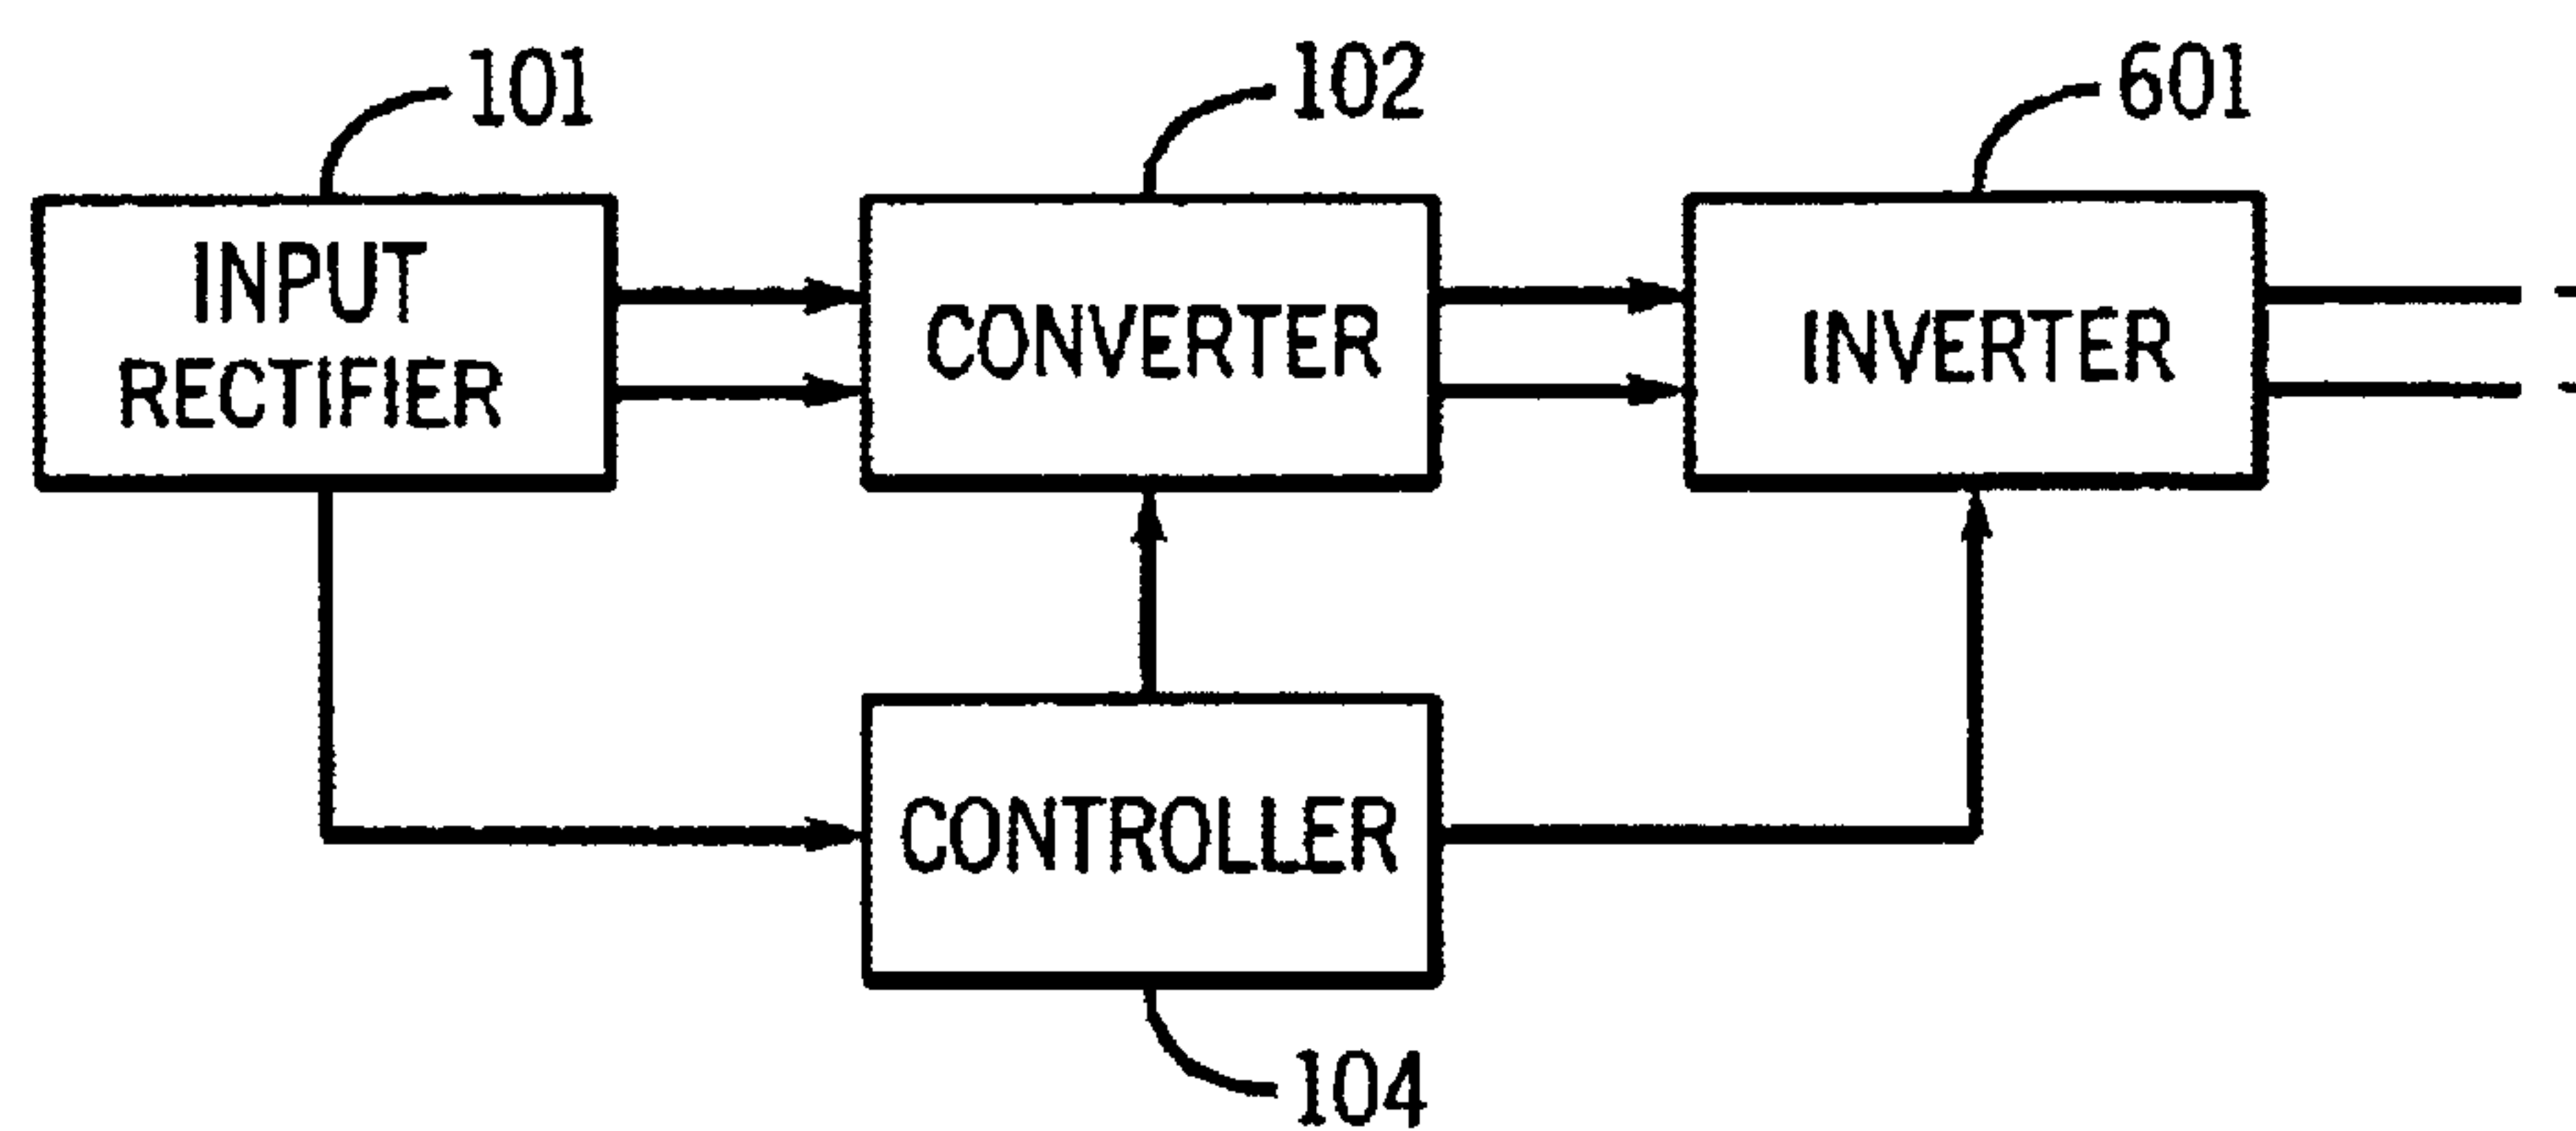 101
102
601
INPUT
RECTIFIER
CONVERTER
INVERTER
CONTROLLER
104